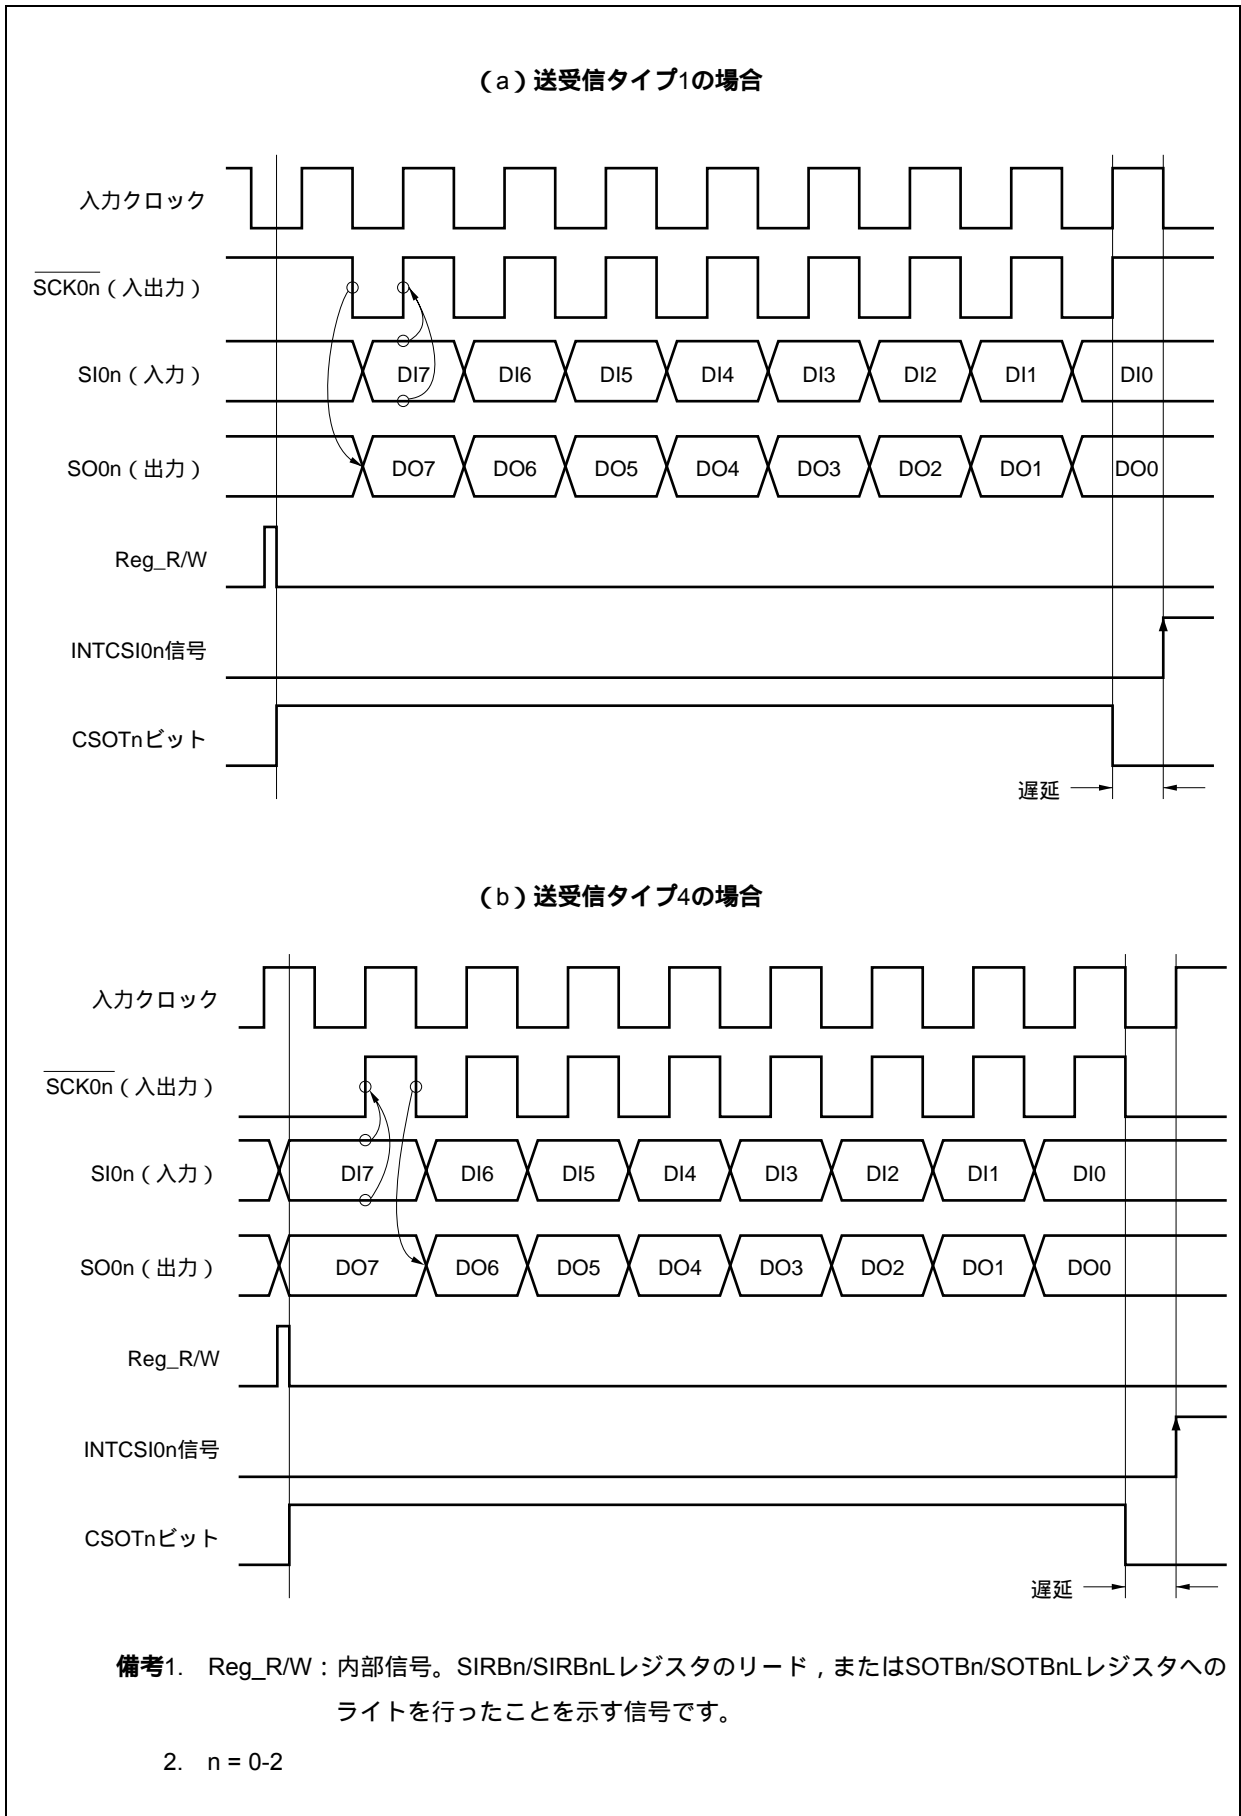 （a）送受信タイプ1の場合
入力クロック
SCK0n（入出力）
SI0n（入力）
DI7 DI6 DI5 DI4 DI3 DI2 DI1 DI0
SO0n（出力）
DO7 DO6 DO5 DO4 DO3 DO2 DO1 DO0
Reg_R/W
INTCSI0n信号
CSOTnビット
遅延
（b）送受信タイプ4の場合
入力クロック
SCK0n（入出力）
SI0n（入力）
DI7 DI6 DI5 DI4 DI3 DI2 DI1 DI0
SO0n（出力）
DO7 DO6 DO5 DO4 DO3 DO2 DO1 DO0
Reg_R/W
INTCSI0n信号
CSOTnビット
遅延
備考1. Reg_R/W：内部信号。SIRBn/SIRBnLレジスタのリード，またはSOTBn/SOTBnLレジスタへの
ライトを行ったことを示す信号です。
2. n = 0-2